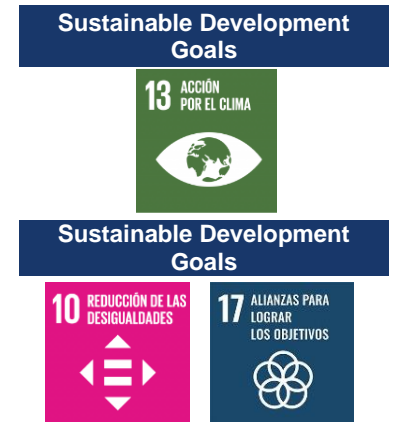 Sustainable Development
Goals
13 ACCIÓN
POR EL CLIMA
Sustainable Development
Goals
10 REDUCCIÓN DE LAS
DESIGUALDADES
17 ALIANZAS PARA
LOGRAR
LOS OBJETIVOS